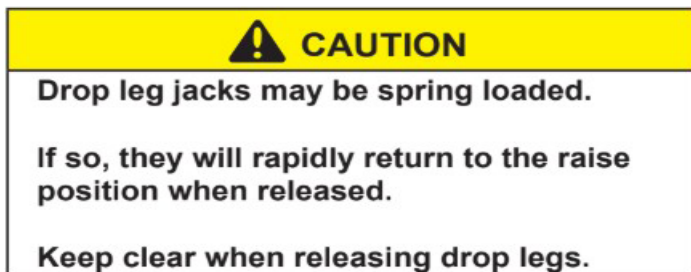 CAUTION
Drop leg jacks may be spring loaded.
If so, they will rapidly return to the raise
position when released.
Keep clear when releasing drop legs.